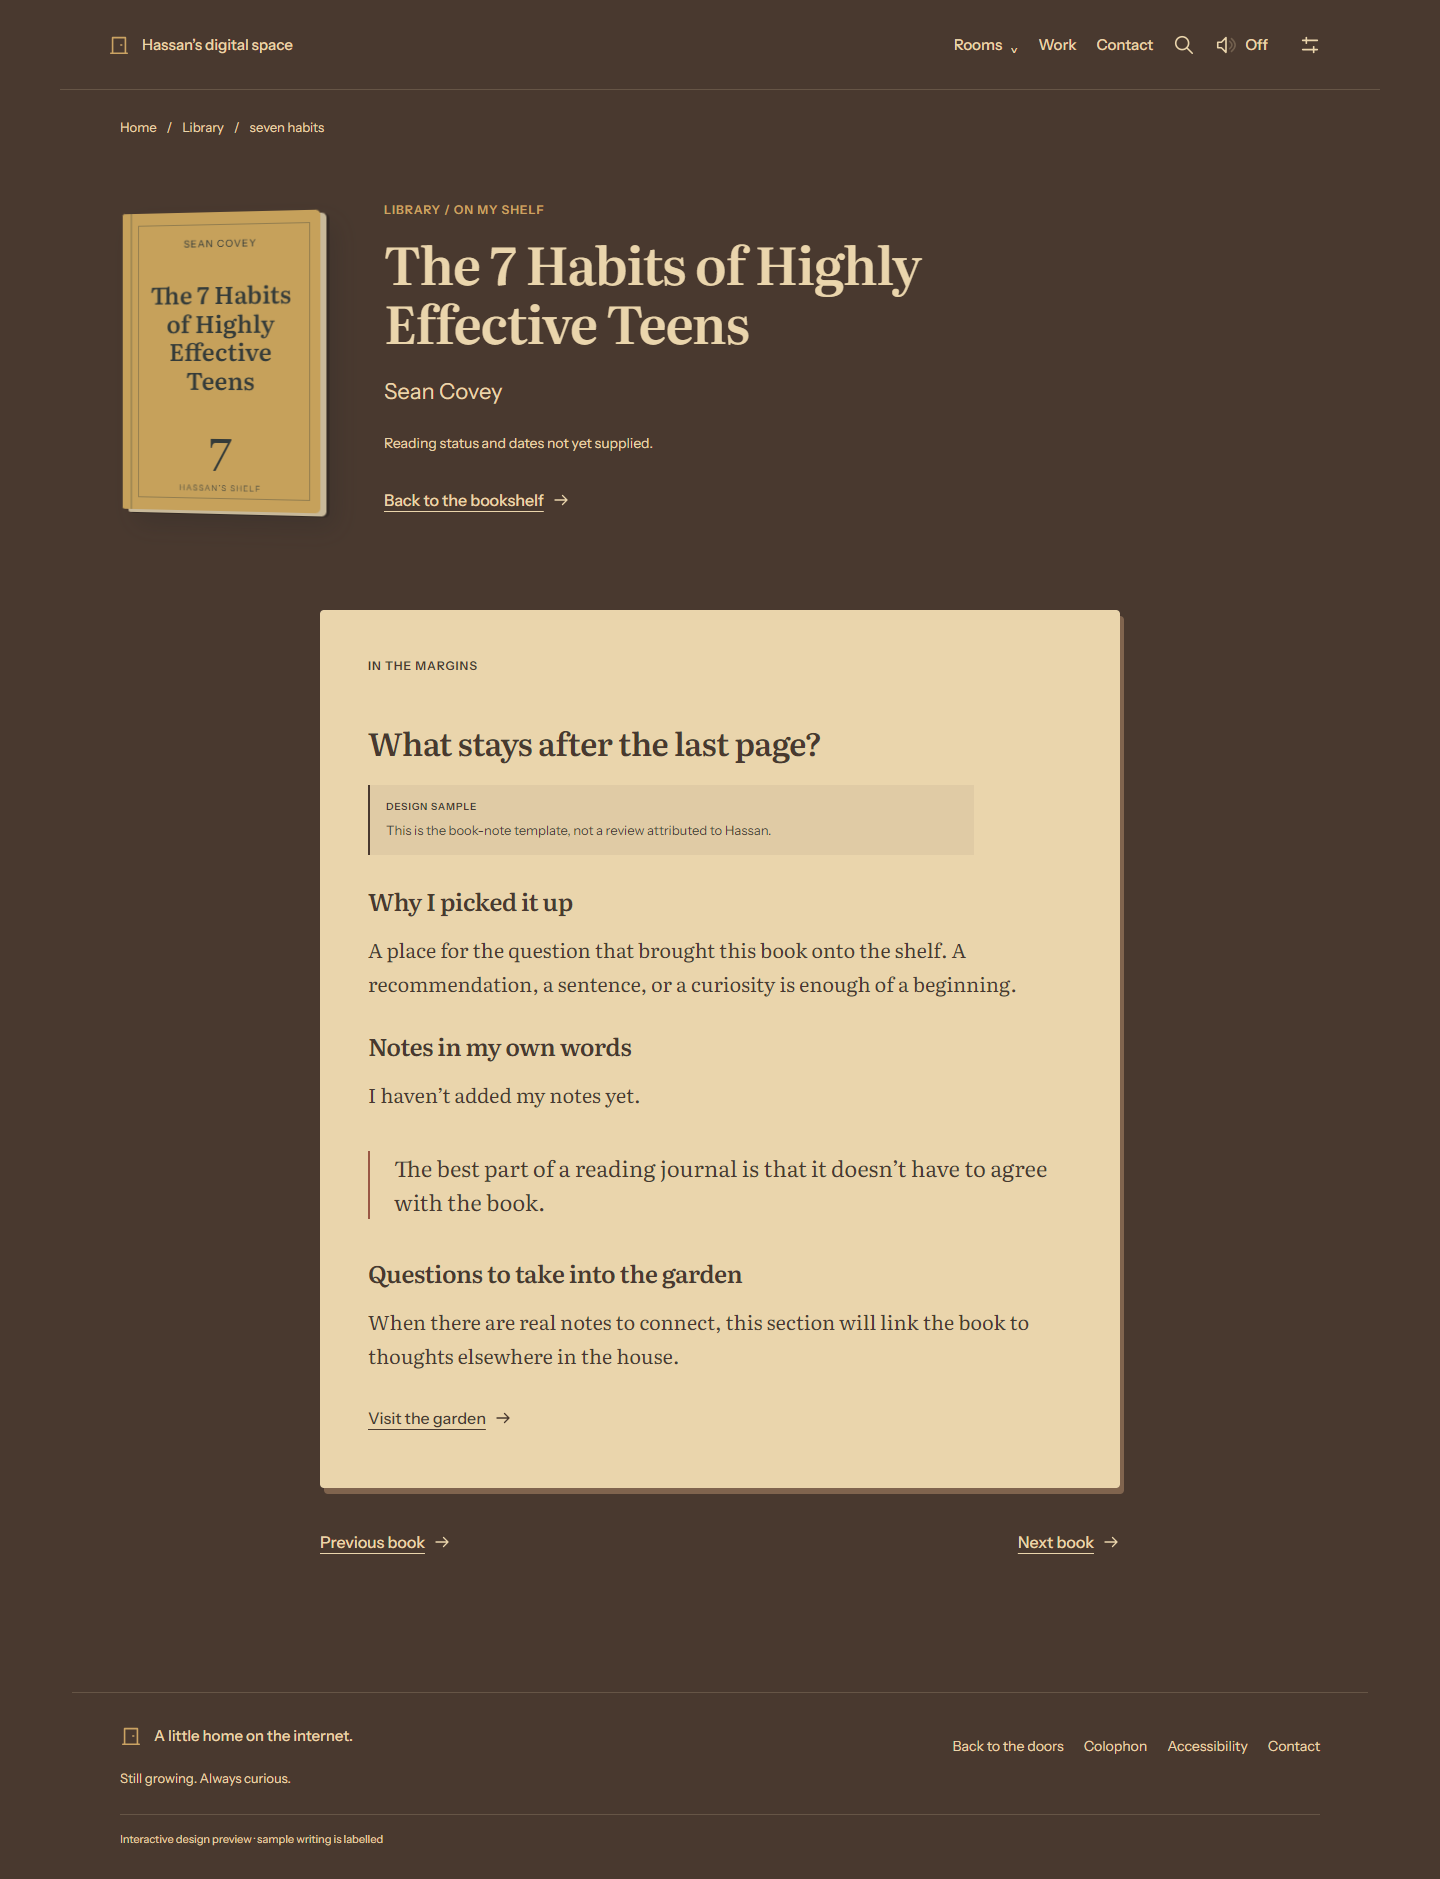 Hassan's digital space
Rooms Work Contact Off
Home / Library / seven habits
SEAN COVEY
The 7 Habits
of Highly
Effective
Teens
7
HASSAN'S SHELF
LIBRARY / ON MY SHELF
The 7 Habits of Highly
Effective Teens
Sean Covey
Reading status and dates not yet supplied.
Back to the bookshelf →
IN THE MARGINS
What stays after the last page?
DESIGN SAMPLE
This is the book-note template, not a review attributed to Hassan.
Why I picked it up
A place for the question that brought this book onto the shelf. A
recommendation, a sentence, or a curiosity is enough of a beginning.
Notes in my own words
I haven’t added my notes yet.
The best part of a reading journal is that it doesn’t have to agree
with the book.
Questions to take into the garden
When there are real notes to connect, this section will link the book to
thoughts elsewhere in the house.
Visit the garden →
Previous book →
Next book →
A little home on the internet.
Still growing. Always curious.
Back to the doors Colophon Accessibility Contact
Interactive design preview · sample writing is labelled